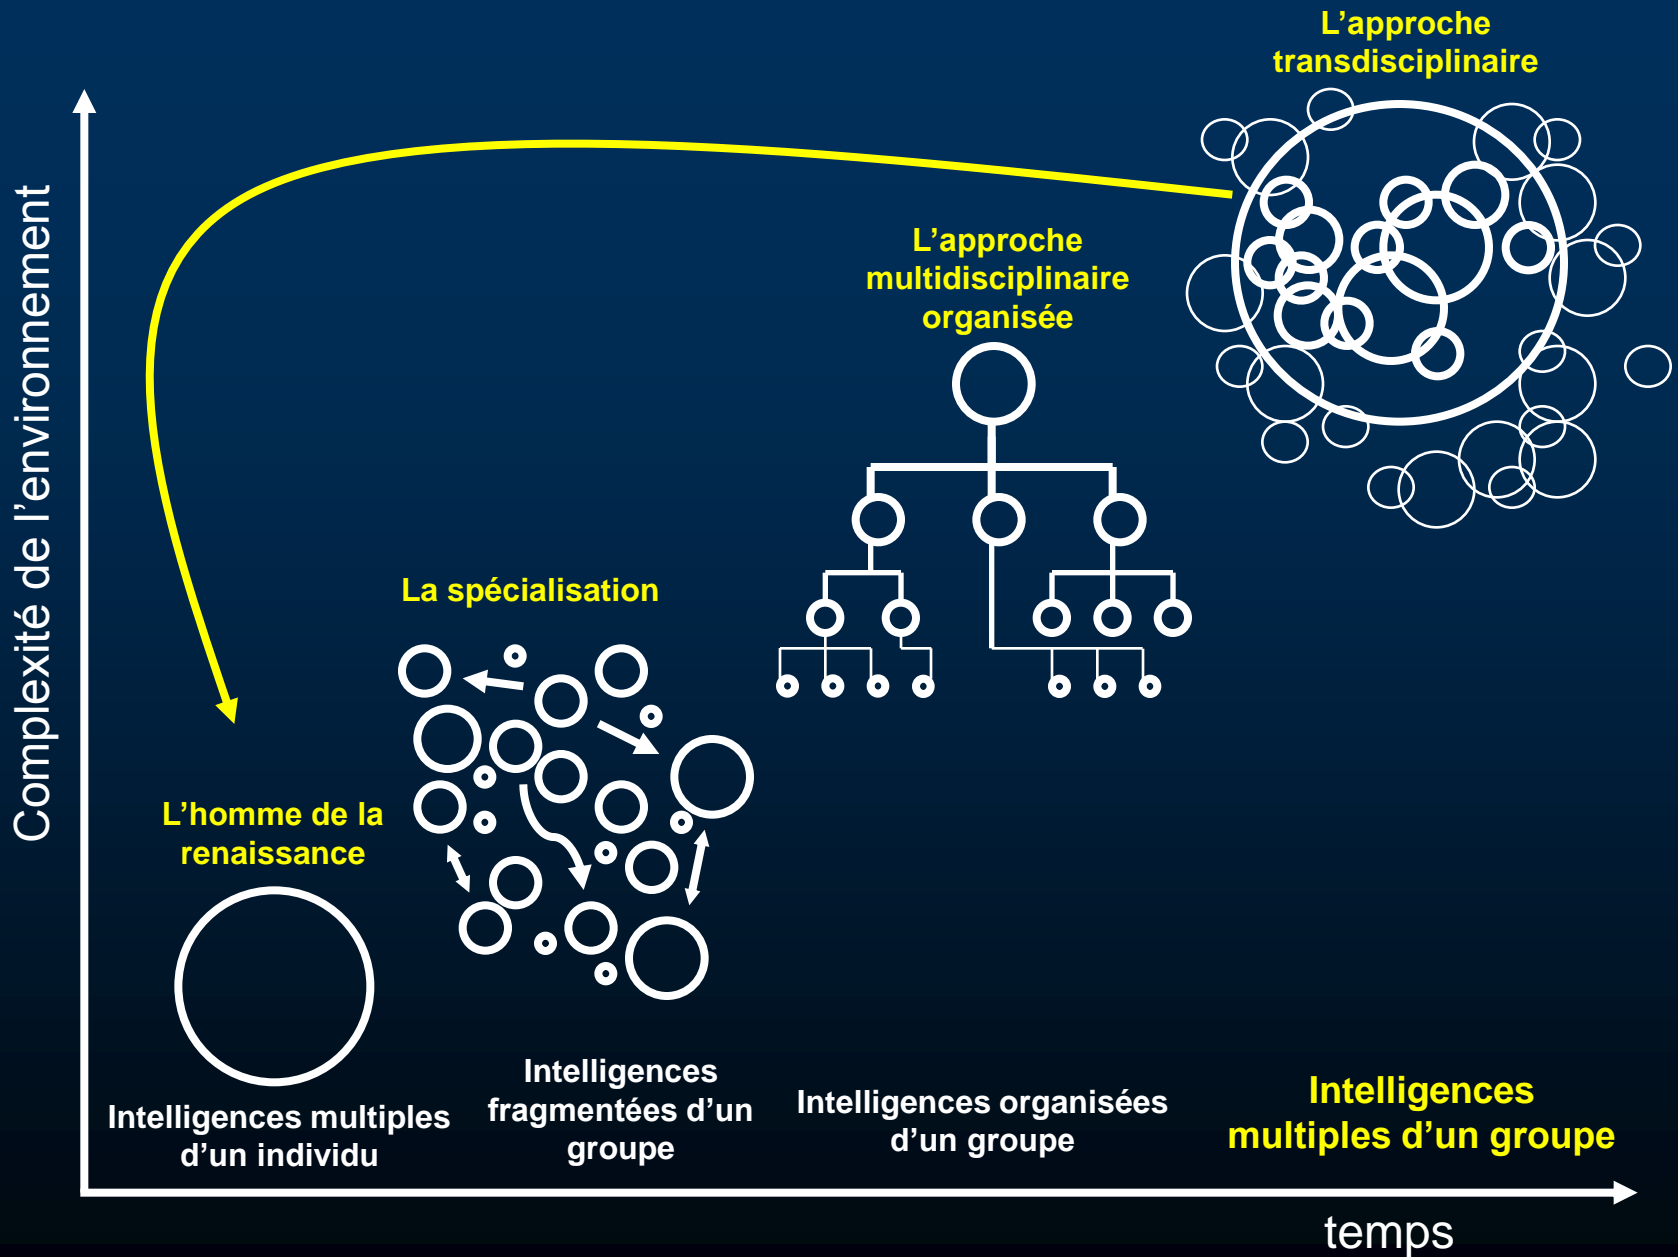 L’approche
transdisciplinaire
L’approche
multidisciplinaire
organisée
La spécialisation
L’homme de la
renaissance
Complexité de l’environnement
Intelligences multiples
d’un individu
Intelligences
fragmentées d’un
groupe
Intelligences organisées
d’un groupe
Intelligences
multiples d’un groupe
temps